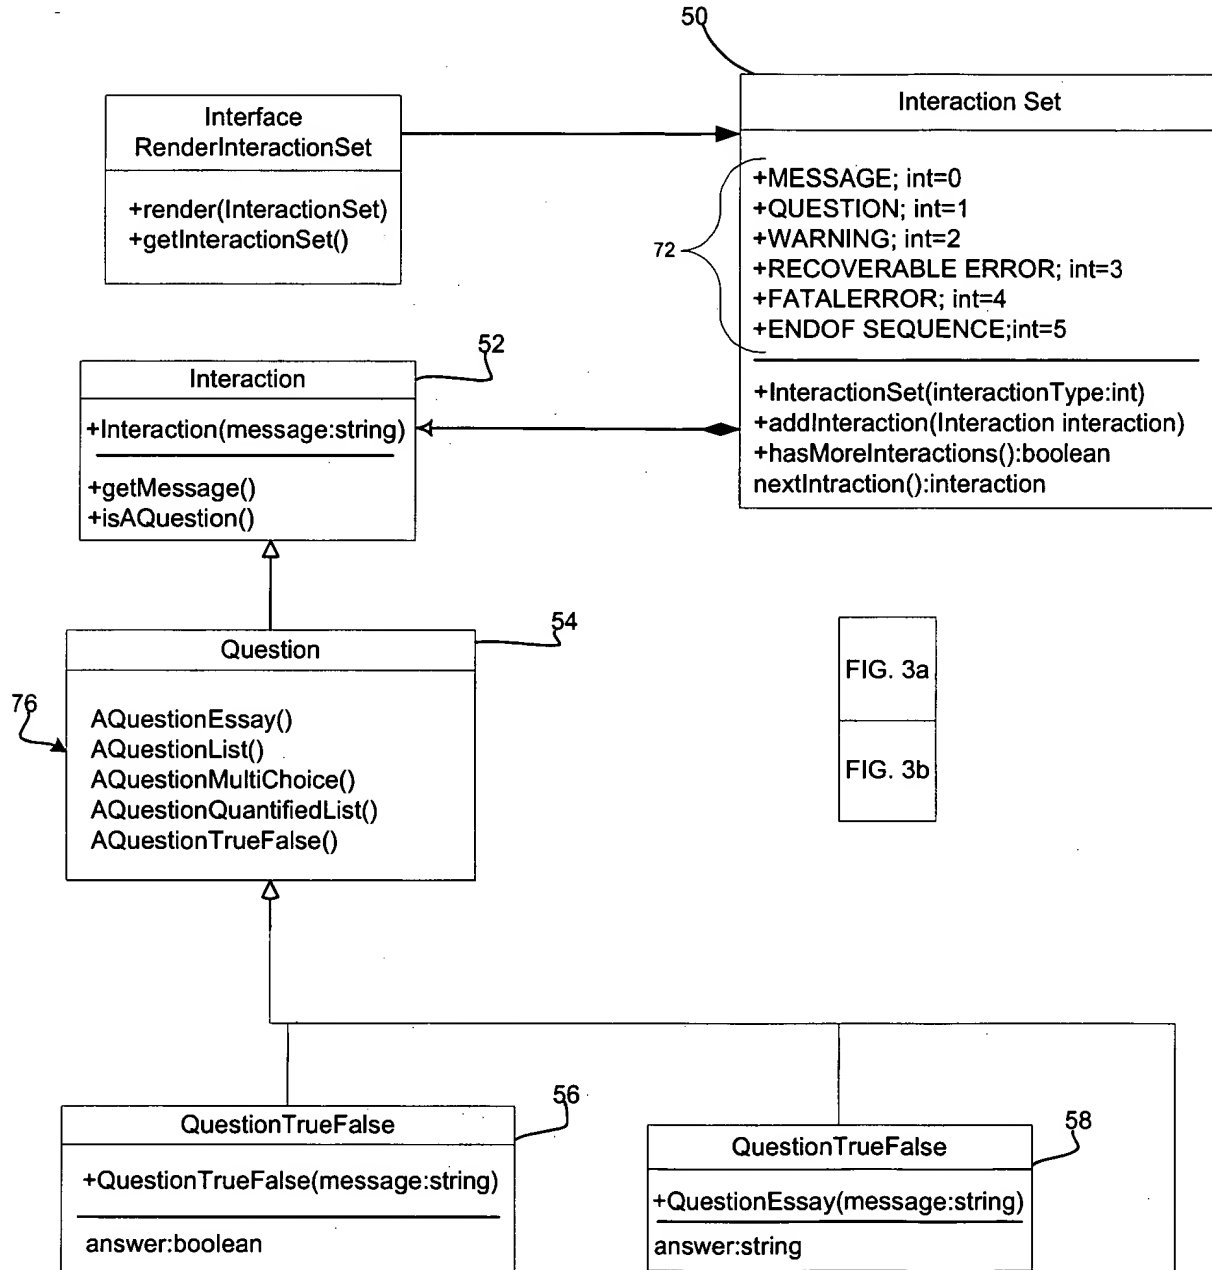 50
Interaction Set
Interface
RenderInteractionSet
+render(InteractionSet)
+getInteractionSet()
72
+MESSAGE; int=0
+QUESTION; int=1
+WARNING; int=2
+RECOVERABLE ERROR; int=3
+FATALERROR; int=4
+ENDOF SEQUENCE;int=5
+InteractionSet(interactionType:int)
+addInteraction(Interaction interaction)
+hasMoreInteractions():boolean
nextIntraction():interaction
52
Interaction
+Interaction(message:string)
+getMessage()
+isAQuestion()
54
Question
76
AQuestionEssay()
AQuestionList()
AQuestionMultiChoice()
AQuestionQuantifiedList()
AQuestionTrueFalse()
FIG. 3a
FIG. 3b
56
QuestionTrueFalse
+QuestionTrueFalse(message:string)
answer:boolean
58
QuestionTrueFalse
+QuestionEssay(message:string)
answer:string